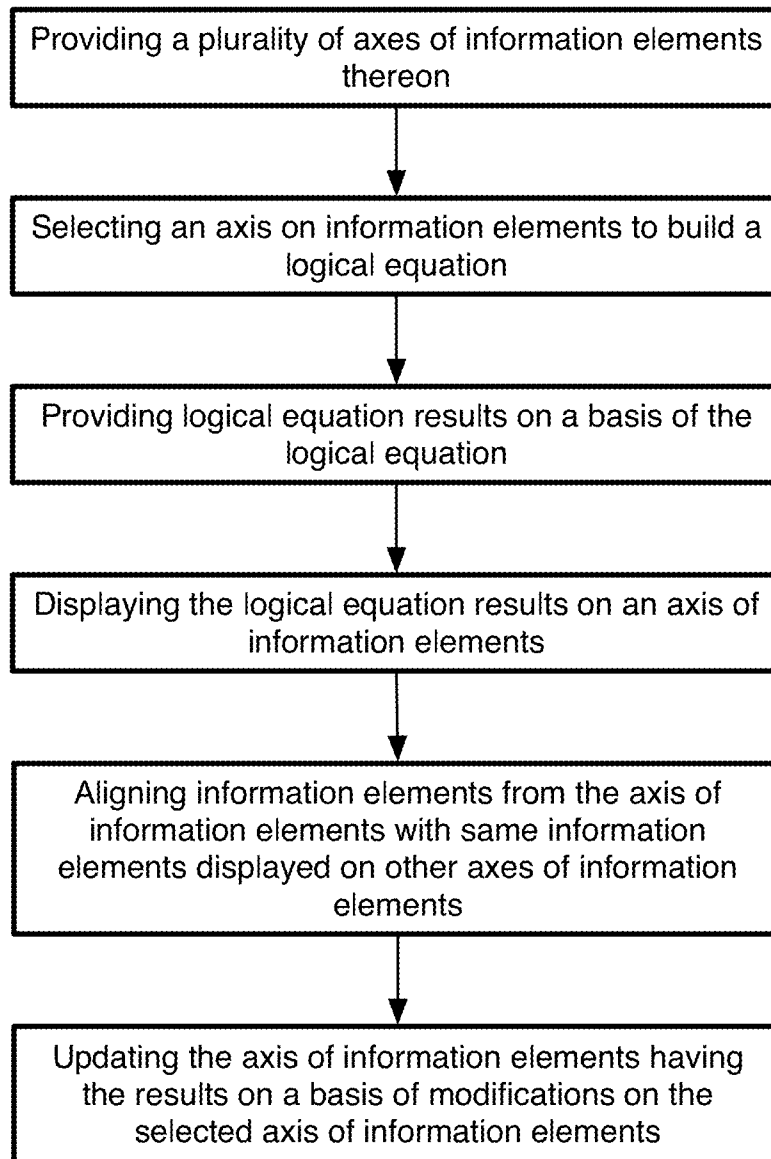 Providing a plurality of axes of information elements
thereon
Selecting an axis on information elements to build a
logical equation
Providing logical equation results on a basis of the
logical equation
Displaying the logical equation results on an axis of
information elements
Aligning information elements from the axis of
information elements with same information
elements displayed on other axes of information
elements
Updating the axis of information elements having
the results on a basis of modifications on the
selected axis of information elements